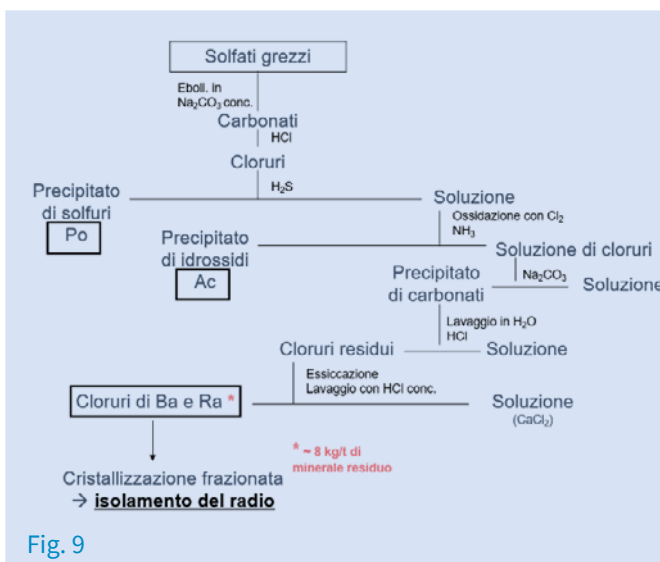 Solfati grezzi
Eboll. in
Na₂CO₃ conc.
Carbonati
HCl
Cloruri
H₂S
Precipitato
di solfuri
Po
Soluzione
Ossidazione con Cl₂
NH₃
Precipitato
di idrossidi
Ac
Soluzione di cloruri
Na₂CO₃
Precipitato
di carbonati
Soluzione
Lavaggio in H₂O
HCl
Cloruri residui
Soluzione
Essiccazione
Lavaggio con HCl conc.
Cloruri di Ba e Ra *
Soluzione
(CaCl₂)
* ~ 8 kg/t di
minerale residuo
Cristallizzazione frazionata
→ isolamento del radio
Fig. 9